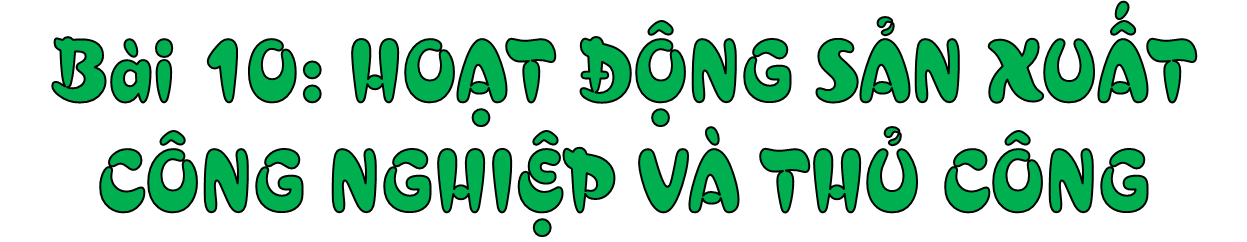 Bài 10: HOẠT ĐỘNG SẢN XUẤT
CÔNG NGHIỆP VÀ THỦ CÔNG